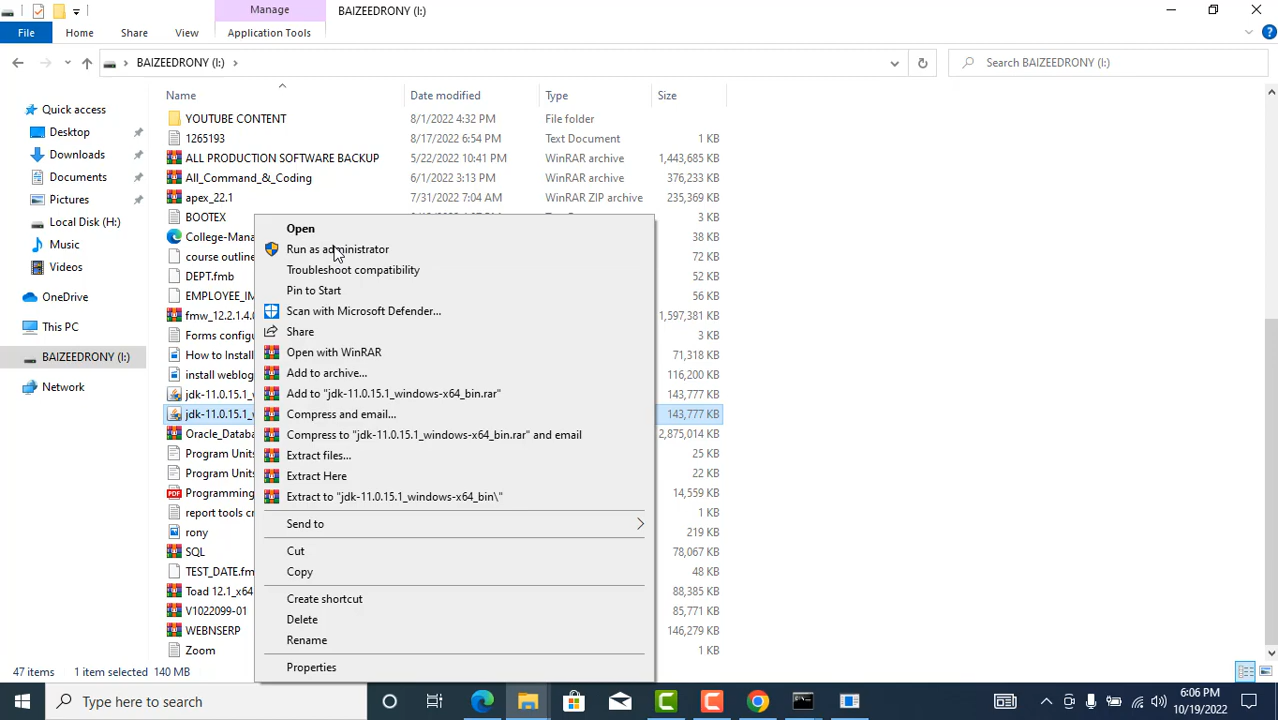 Manage
BAIZEEDRONY (I:)
File
Home
Share
View
Application Tools
BAIZEEDRONY (I:)
Search BAIZEEDRONY (I:)
Name
Date modified
Type
Size
Quick access
Desktop
Downloads
Documents
Pictures
Local Disk (H:)
Music
Videos
OneDrive
This PC
BAIZEEDRONY (I:)
Network
YOUTUBE CONTENT 8/1/2022 4:32 PM File folder
1265193 8/17/2022 6:54 PM Text Document 1 KB
ALL PRODUCTION SOFTWARE BACKUP 5/22/2022 10:41 PM WinRAR archive 1,443,685 KB
All_Command_&_Coding 6/1/2022 3:13 PM WinRAR archive 376,233 KB
apex_22.1 7/31/2022 7:04 AM WinRAR ZIP archive 235,369 KB
BOOTEX
College-Mana 38 KB
course outline 72 KB
DEPT.fmb 52 KB
EMPLOYEE_IM 56 KB
fmw_12.2.1.4.0 1,597,381 KB
Forms config 3 KB
How to Install 71,318 KB
install weblog 116,200 KB
jdk-11.0.15.1_ 143,777 KB
jdk-11.0.15.1_ 143,777 KB
Oracle_Databa 2,875,014 KB
Program Units 25 KB
Program Units 22 KB
Programming 14,559 KB
report tools c 1 KB
rony 219 KB
SQL 78,067 KB
TEST_DATE.fm 48 KB
Toad 12.1_x64 88,385 KB
V1022099-01 85,771 KB
WEBNSERP 146,279 KB
Zoom 1 KB
Open
Run as administrator
Troubleshoot compatibility
Pin to Start
Scan with Microsoft Defender...
Share
Open with WinRAR
Add to archive...
Add to "jdk-11.0.15.1_windows-x64_bin.rar"
Compress and email...
Compress to "jdk-11.0.15.1_windows-x64_bin.rar" and email
Extract files...
Extract Here
Extract to "jdk-11.0.15.1_windows-x64_bin\"
Send to
Cut
Copy
Create shortcut
Delete
Rename
Properties
47 items 1 item selected 140 MB
Type here to search
6:06 PM
10/19/2022